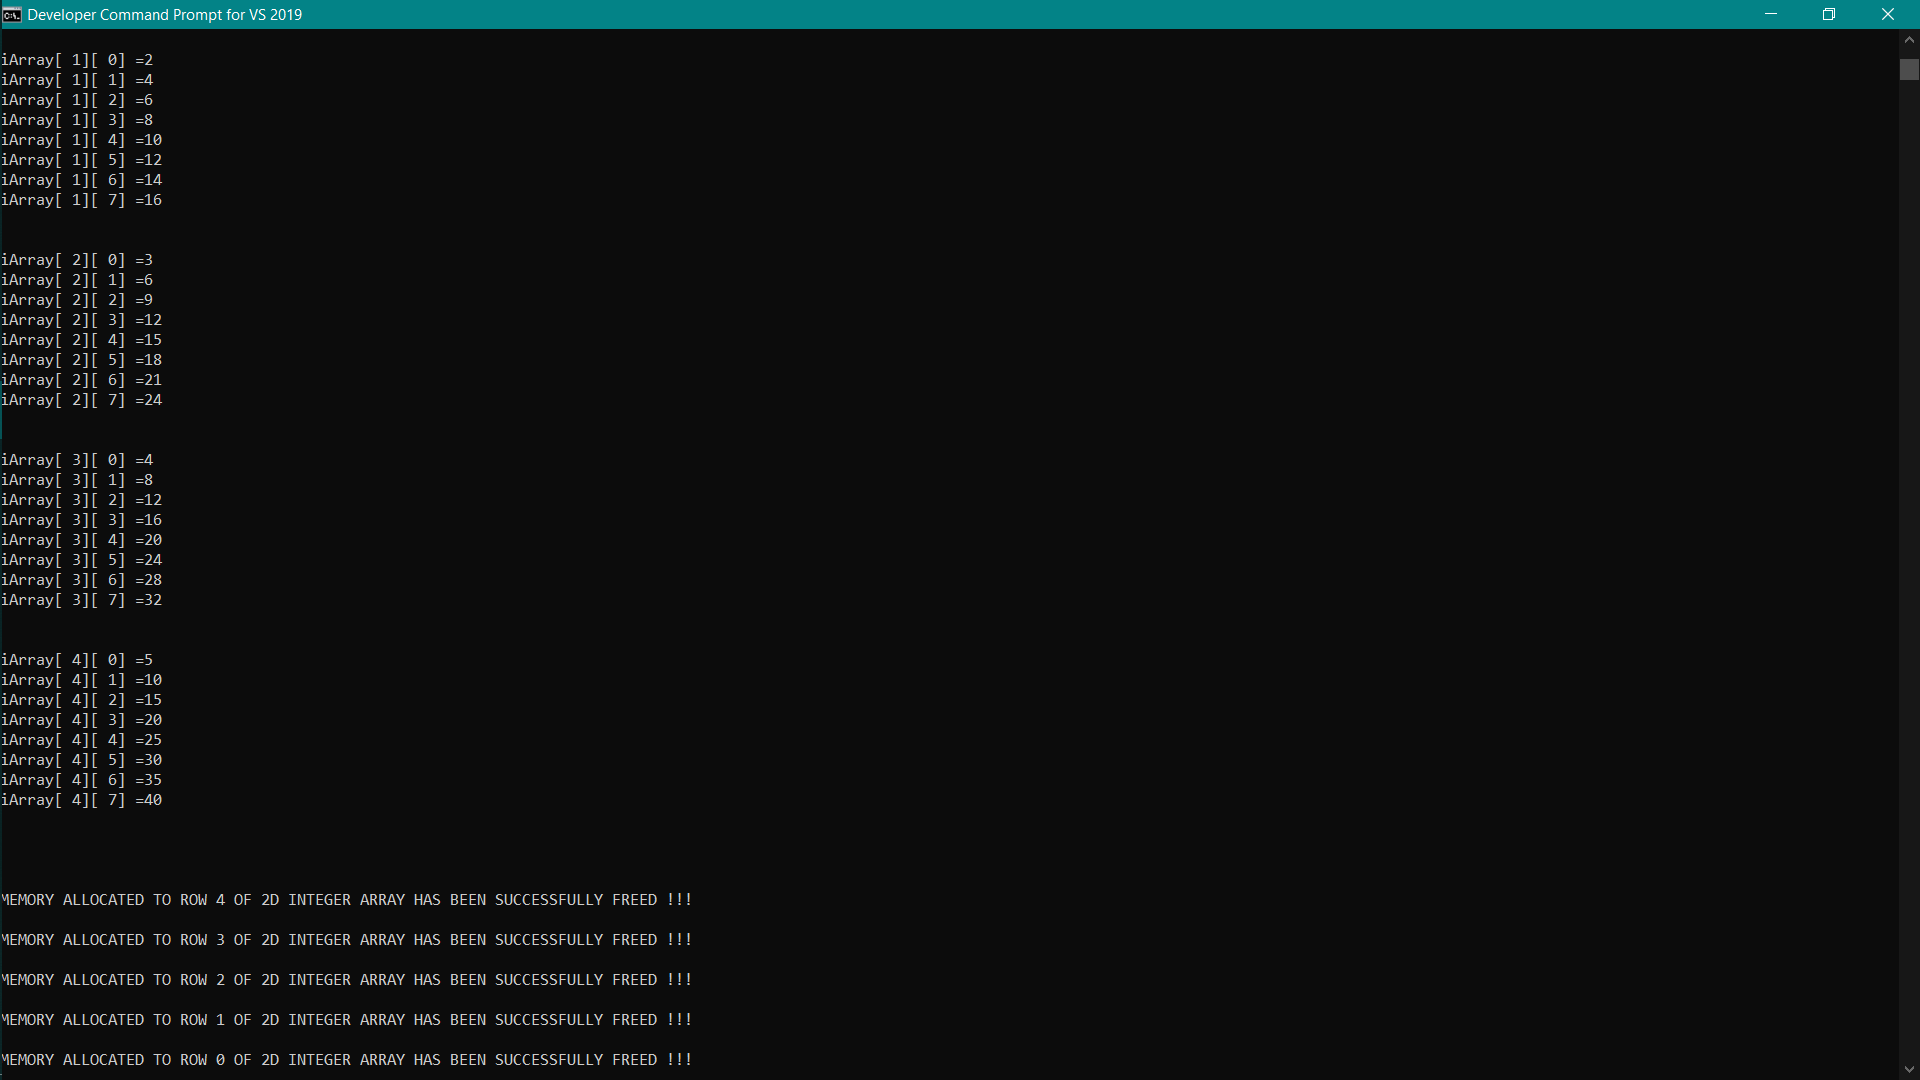 Developer Command Prompt for VS 2019
iArray[ 1][ 0] =2
iArray[ 1][ 1] =4
iArray[ 1][ 2] =6
iArray[ 1][ 3] =8
iArray[ 1][ 4] =10
iArray[ 1][ 5] =12
iArray[ 1][ 6] =14
iArray[ 1][ 7] =16
iArray[ 2][ 0] =3
iArray[ 2][ 1] =6
iArray[ 2][ 2] =9
iArray[ 2][ 3] =12
iArray[ 2][ 4] =15
iArray[ 2][ 5] =18
iArray[ 2][ 6] =21
iArray[ 2][ 7] =24
iArray[ 3][ 0] =4
iArray[ 3][ 1] =8
iArray[ 3][ 2] =12
iArray[ 3][ 3] =16
iArray[ 3][ 4] =20
iArray[ 3][ 5] =24
iArray[ 3][ 6] =28
iArray[ 3][ 7] =32
iArray[ 4][ 0] =5
iArray[ 4][ 1] =10
iArray[ 4][ 2] =15
iArray[ 4][ 3] =20
iArray[ 4][ 4] =25
iArray[ 4][ 5] =30
iArray[ 4][ 6] =35
iArray[ 4][ 7] =40
MEMORY ALLOCATED TO ROW 4 OF 2D INTEGER ARRAY HAS BEEN SUCCESSFULLY FREED !!!
MEMORY ALLOCATED TO ROW 3 OF 2D INTEGER ARRAY HAS BEEN SUCCESSFULLY FREED !!!
MEMORY ALLOCATED TO ROW 2 OF 2D INTEGER ARRAY HAS BEEN SUCCESSFULLY FREED !!!
MEMORY ALLOCATED TO ROW 1 OF 2D INTEGER ARRAY HAS BEEN SUCCESSFULLY FREED !!!
MEMORY ALLOCATED TO ROW 0 OF 2D INTEGER ARRAY HAS BEEN SUCCESSFULLY FREED !!!